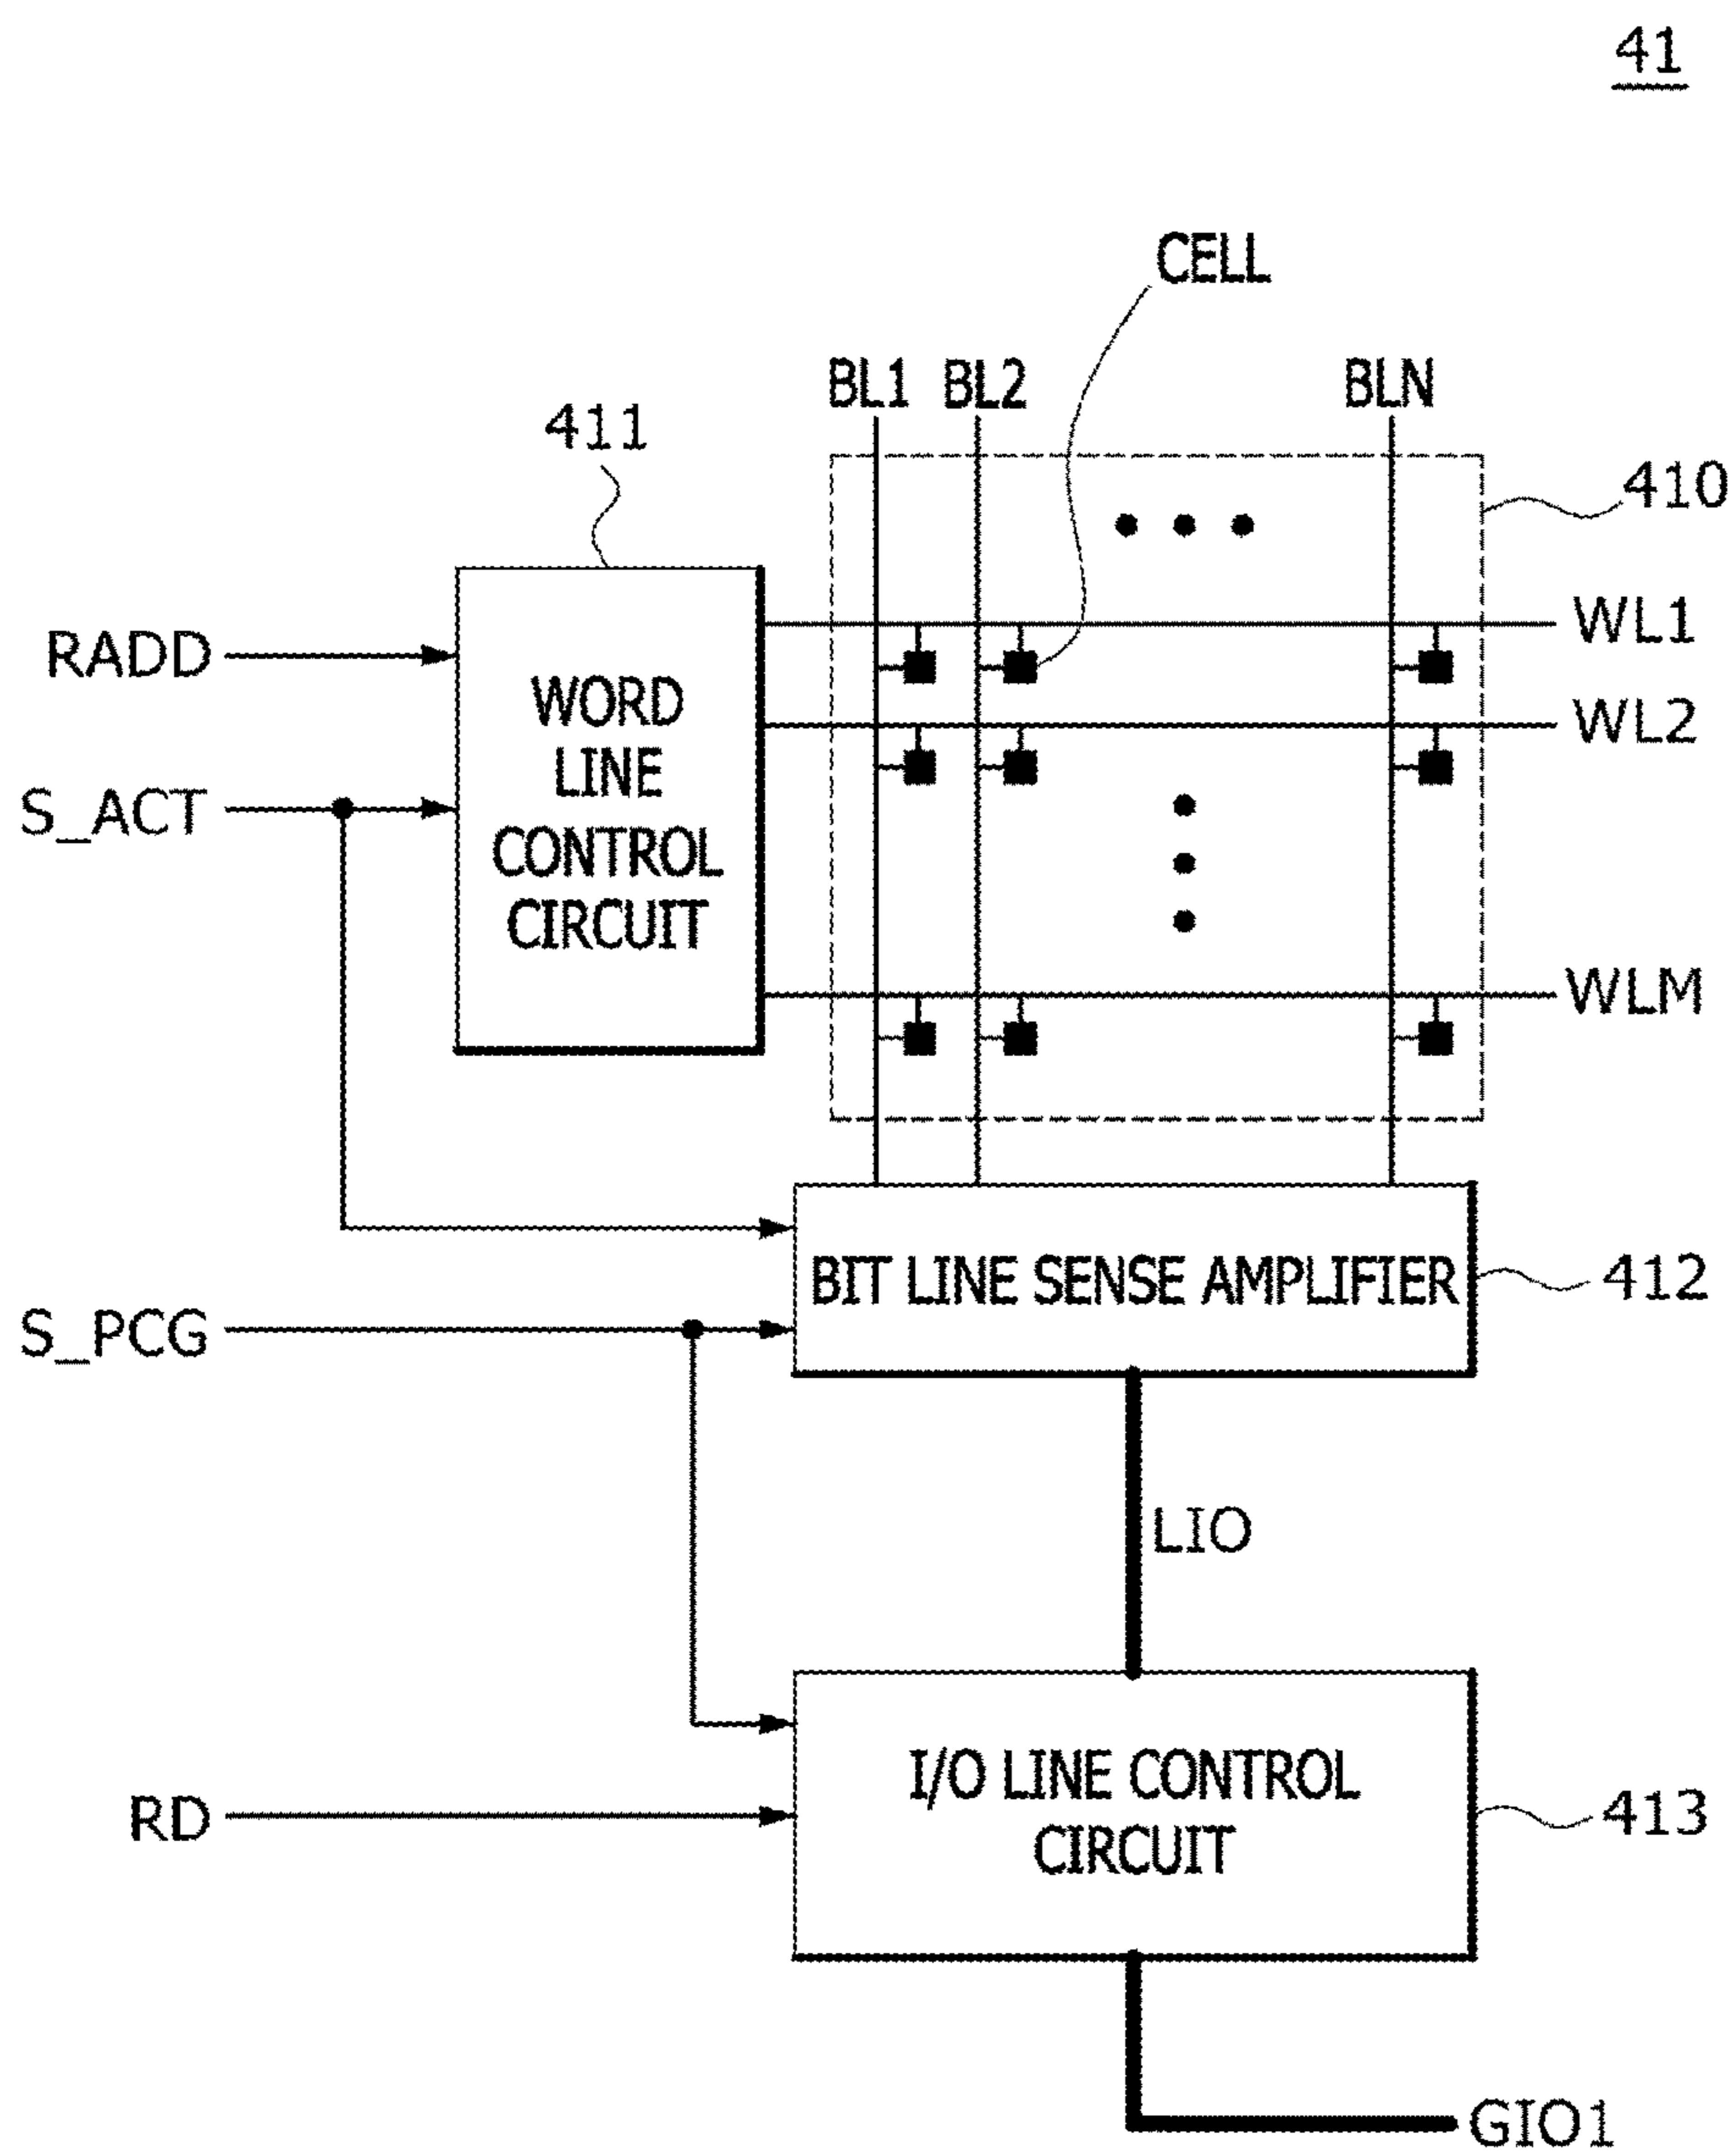 41
CELL
BL1 BL2 BLN
411
410
RADD
WORD
LINE
CONTROL
CIRCUIT
WL1
WL2
S_ACT
WLM
BIT LINE SENSE AMPLIFIER
412
S_PCG
LIO
I/O LINE CONTROL
CIRCUIT
413
RD
GIO1